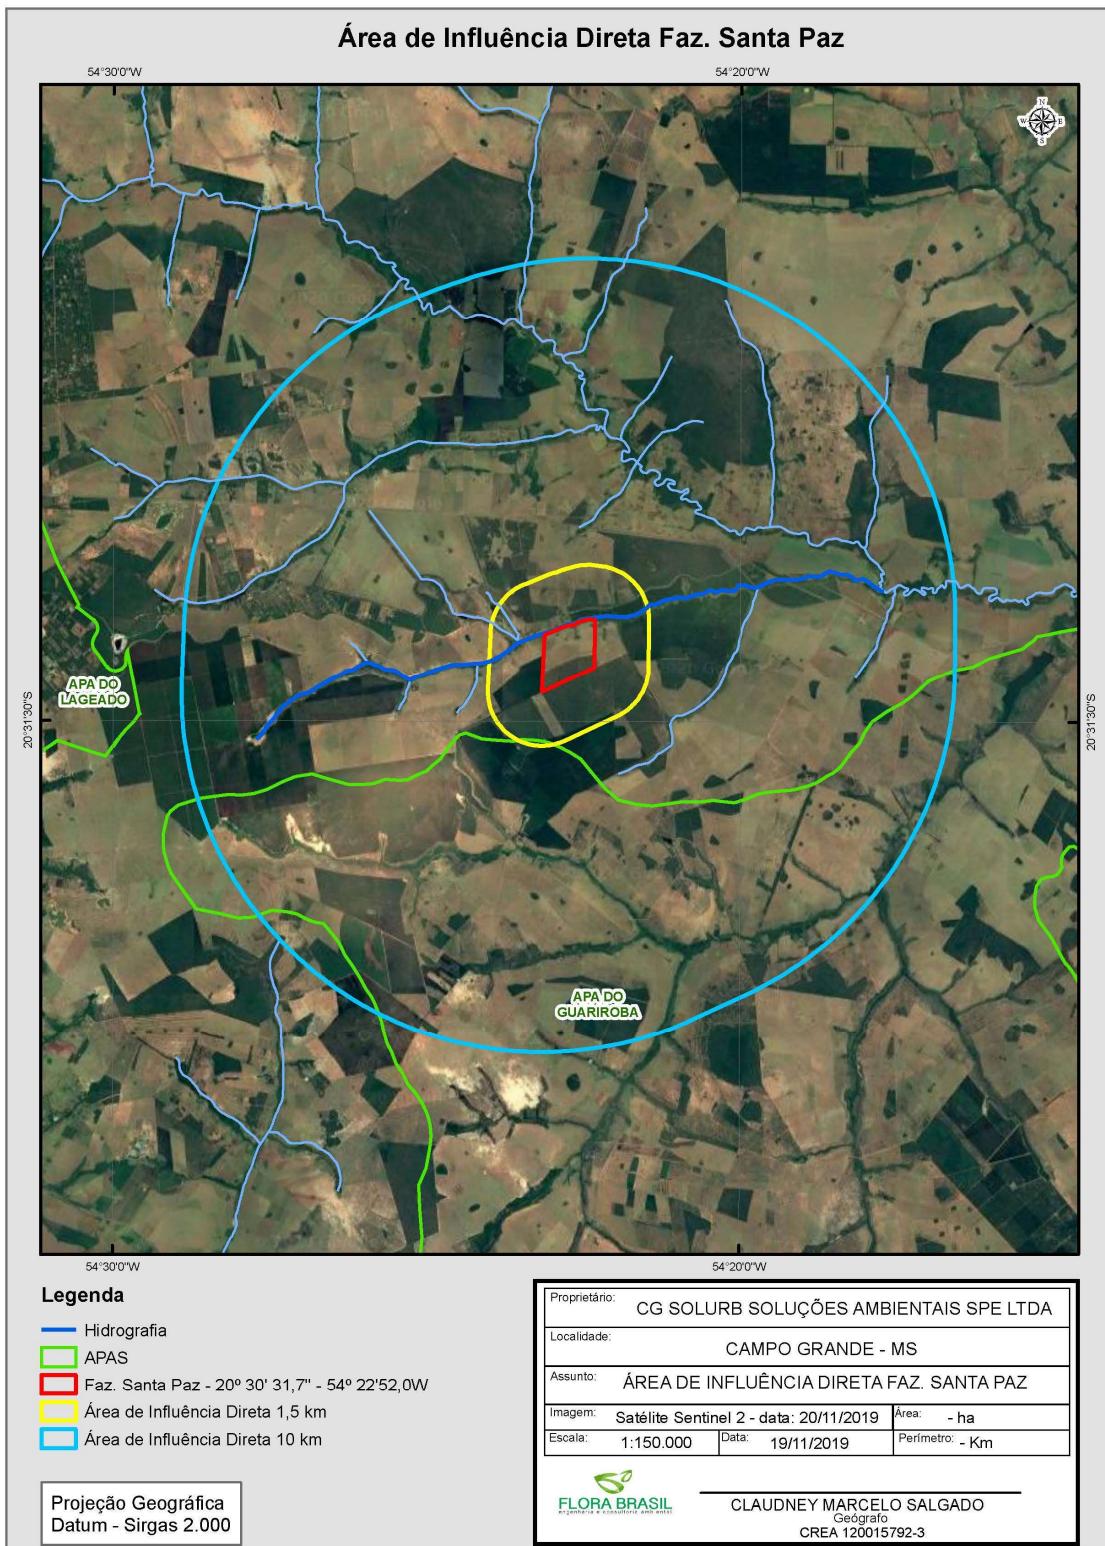 Área de Influência Direta Faz. Santa Paz
54°30'0"W
54°20'0"W
N
W
E
S
20°31'30"S
20°31'30"S
APA DO
LAGEADO
APA DO
GUARIROBA
54°30'0"W
54°20'0"W
Legenda
Hidrografia
APAS
Faz. Santa Paz - 20º 30' 31,7" - 54º 22'52,0W
Área de Influência Direta 1,5 km
Área de Influência Direta 10 km
Projeção Geográfica
Datum - Sirgas 2.000
Proprietário: CG SOLURB SOLUÇÕES AMBIENTAIS SPE LTDA
Localidade: CAMPO GRANDE - MS
Assunto: ÁREA DE INFLUÊNCIA DIRETA FAZ. SANTA PAZ
Imagem: Satélite Sentinel 2 - data: 20/11/2019 Área: - ha
Escala: 1:150.000 Data: 19/11/2019 Perímetro: - Km
FLORA BRASIL
engenharia e consultoria ambiental
CLAUDNEY MARCELO SALGADO
Geógrafo
CREA 120015792-3